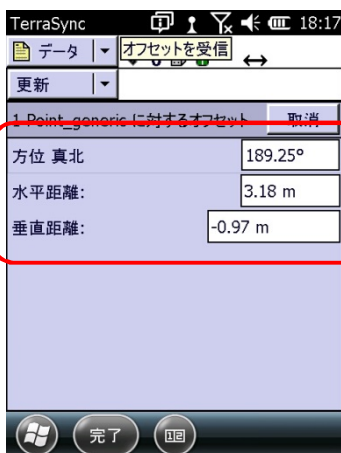 TerraSync 18:17
データ オフセットを受信
更新
1 Point_generic に対するオフセット 取消
方位 真北 189.25°
水平距離: 3.18 m
垂直距離: -0.97 m
完了